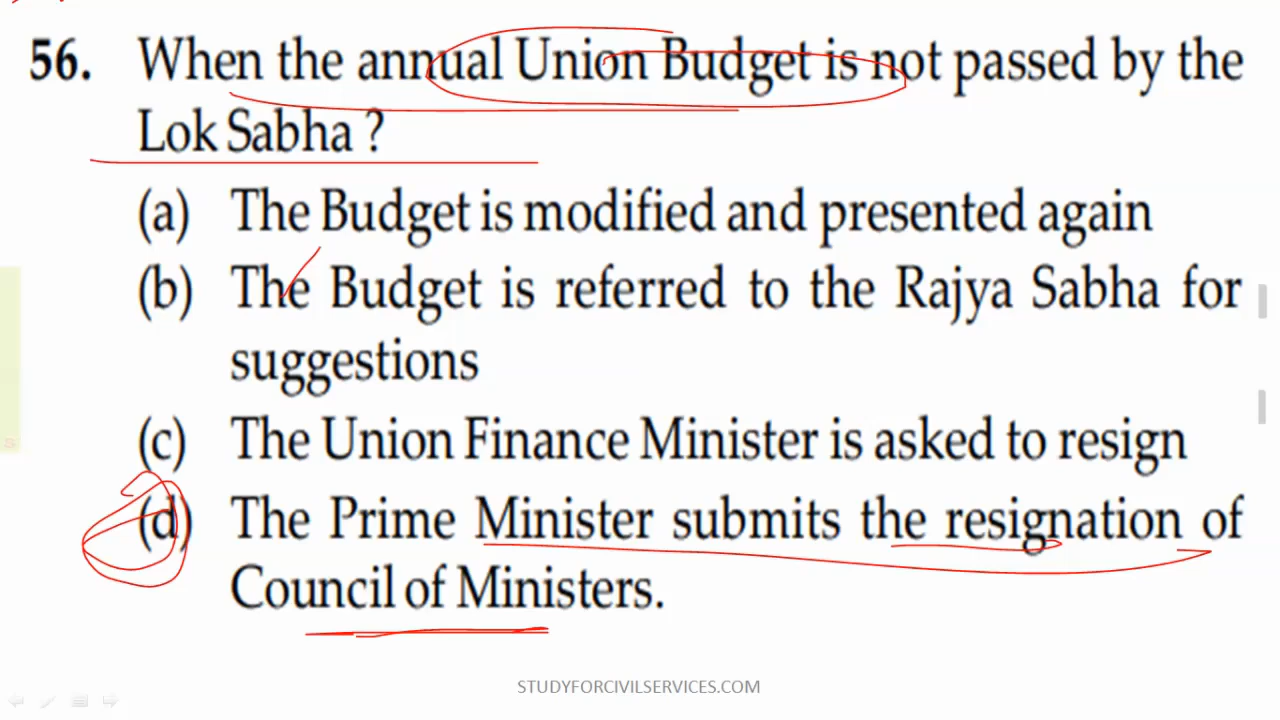 56. When the annual Union Budget is not passed by the
Lok Sabha ?
(a) The Budget is modified and presented again
(b) The Budget is referred to the Rajya Sabha for
suggestions
(c) The Union Finance Minister is asked to resign
(d) The Prime Minister submits the resignation of
Council of Ministers.
STUDYFORCIVILSERVICES.COM